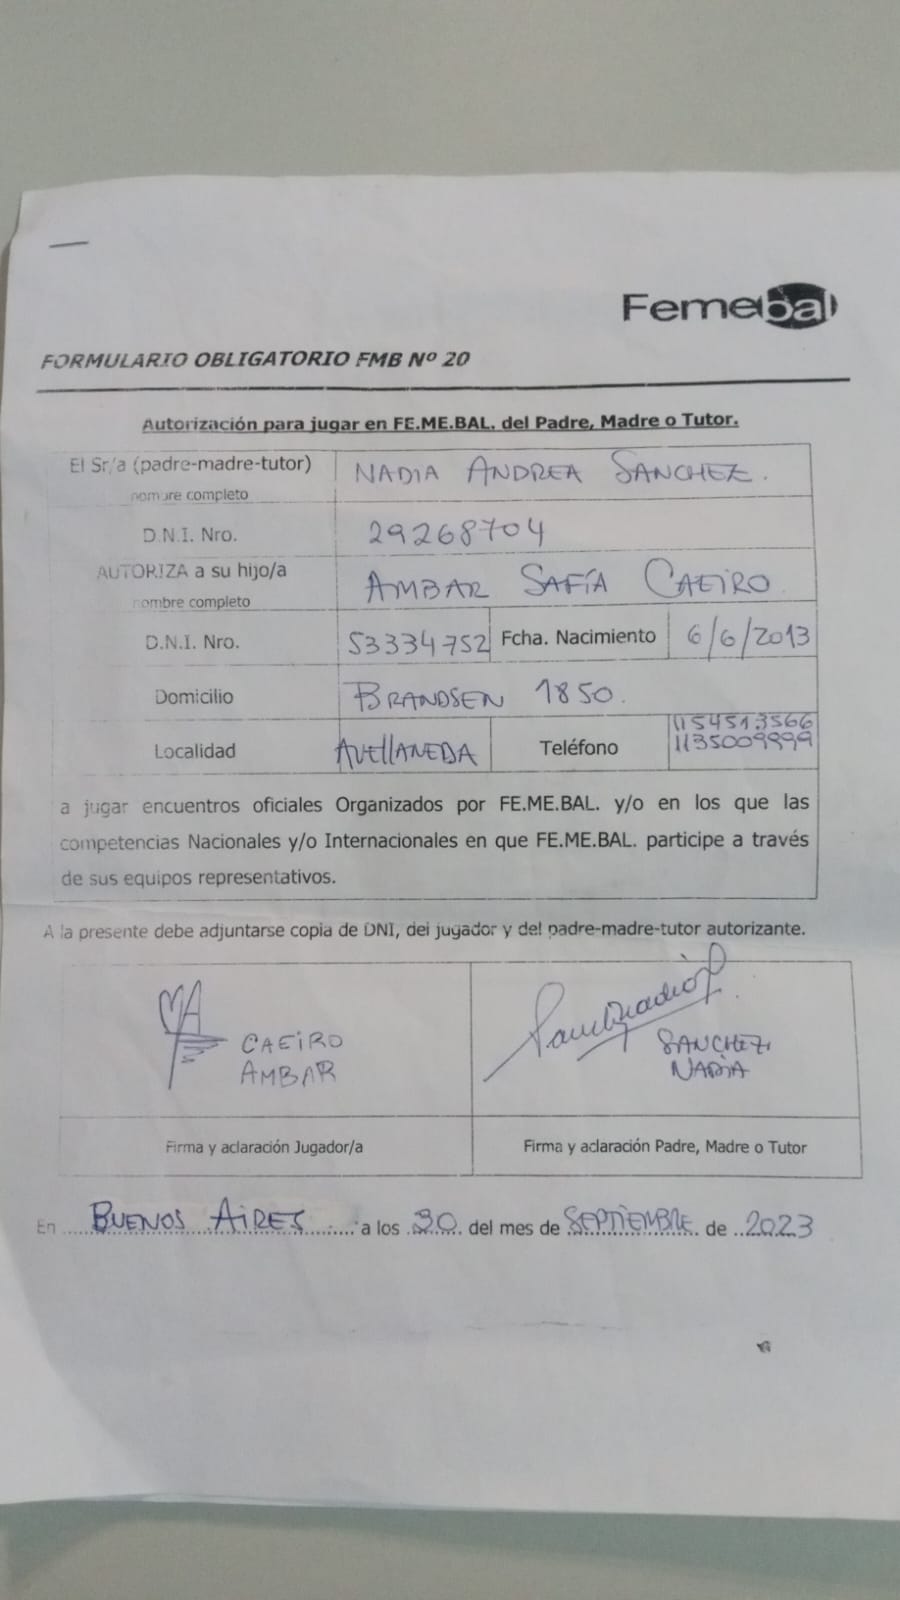 Femebal
FORMULARIO OBLIGATORIO FMB Nº 20
Autorización para jugar en FE.ME.BAL. del Padre, Madre o Tutor.
El Sr/a (padre-madre-tutor) nombre completo NADIA ANDREA SANCHEZ.
D.N.I. Nro. 29268704
AUTORIZA a su hijo/a nombre completo AMBAR SAFÍA CAEIRO
D.N.I. Nro. 53334752 Fcha. Nacimiento 6/6/2013
Domicilio BRANDSEN 1850.
Localidad AVELLANEDA Teléfono 1154513566
1135009999
a jugar encuentros oficiales Organizados por FE.ME.BAL. y/o en los que las
competencias Nacionales y/o Internacionales en que FE.ME.BAL. participe a través
de sus equipos representativos.
A la presente debe adjuntarse copia de DNI, del jugador y del padre-madre-tutor autorizante.
CAEIRO
AMBAR
SANCHEZ
NADIA
Firma y aclaración Jugador/a Firma y aclaración Padre, Madre o Tutor
En BUENOS AIRES a los 30 del mes de SEPTIEMBRE de 2023